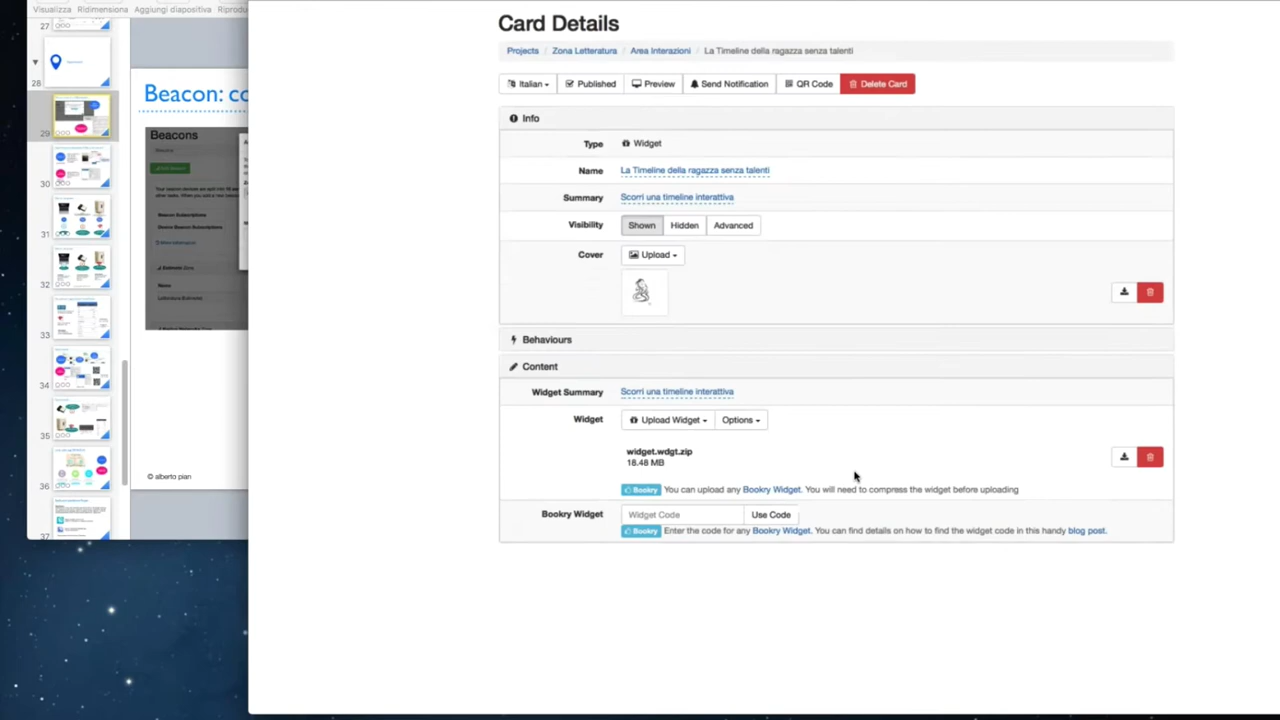 Visualizza Ridimensiona Aggiungi diapositiva Riprodu
27
28
29
30
31
32
33
34
35
36
37
Beacon: co
Beacons
© alberto pian
Card Details
Projects / Zona Letteratura / Area Interazioni / La Timeline della ragazza senza talenti
Italian Published Preview Send Notification QR Code Delete Card
Info
Type Widget
Name La Timeline della ragazza senza talenti
Summary Scorri una timeline interattiva
Visibility Shown Hidden Advanced
Cover Upload
Behaviours
Content
Widget Summary Scorri una timeline interattiva
Widget Upload Widget Options
widget.wdgt.zip
18.48 MB
Bookry You can upload any Bookry Widget. You will need to compress the widget before uploading
Bookry Widget Widget Code Use Code
Bookry Enter the code for any Bookry Widget. You can find details on how to find the widget code in this handy blog post.